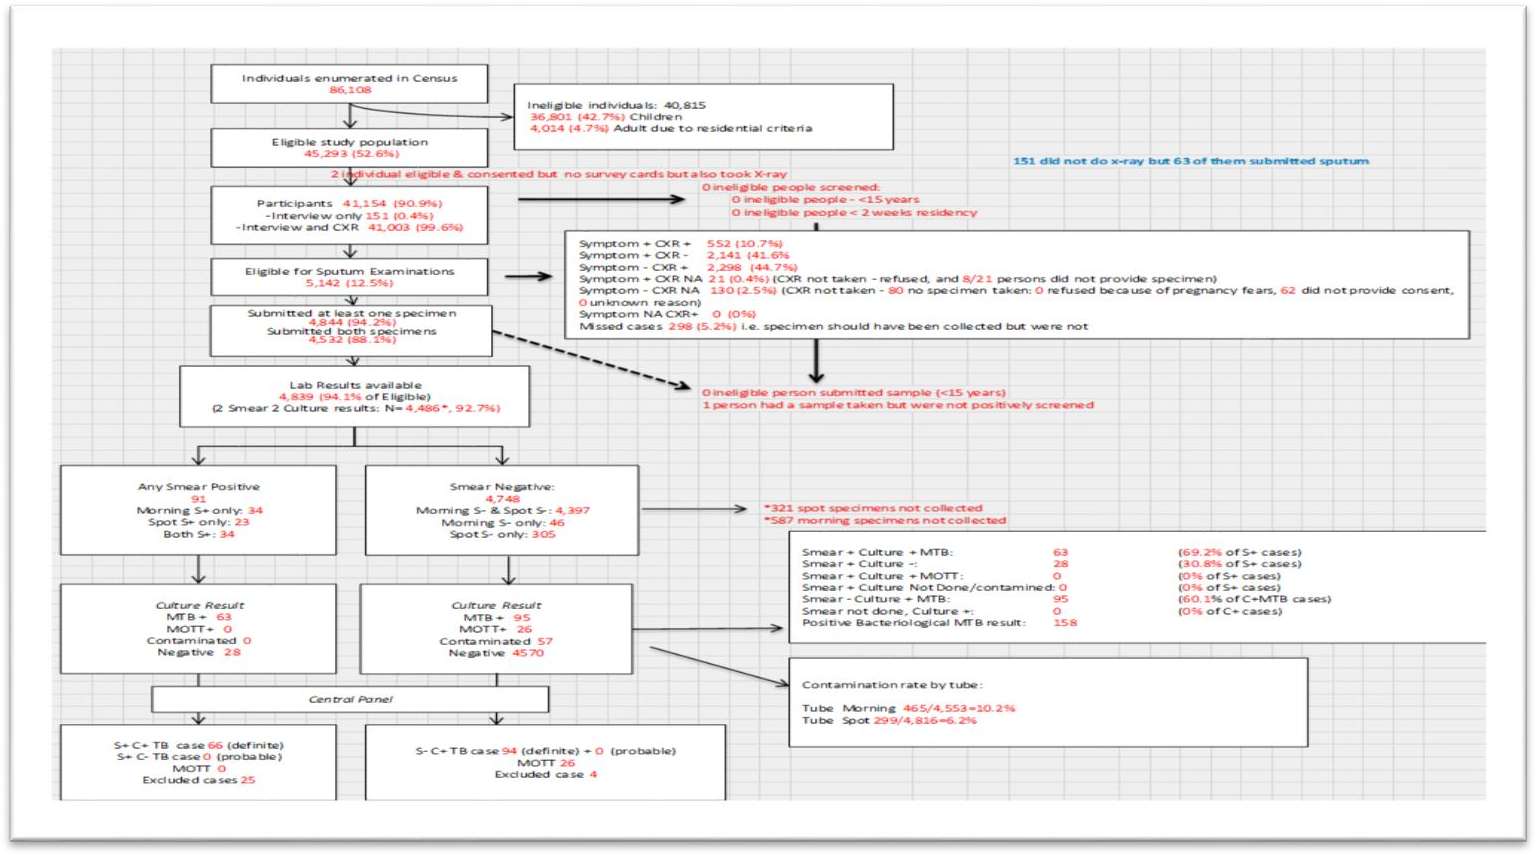 Individuals enumerated in Census
86,108
Ineligible individuals: 40,815
36,801 (42.7%) Children
4,014 (4.7%) Adult due to residential criteria
Eligible study population
45,293 (52.6%)
151 did not do x-ray but 63 of them submitted sputum
2 individual eligible & consented but no survey cards but also took X-ray
0 ineligible people screened:
0 ineligible people - <15 years
0 ineligible people < 2 weeks residency
Participants 41,154 (90.9%)
-Interview only 151 (0.4%)
-Interview and CXR 41,003 (99.6%)
Eligible for Sputum Examinations
5,142 (12.5%)
Symptom + CXR + 552 (10.7%)
Symptom + CXR - 2,141 (41.6%
Symptom - CXR + 2,298 (44.7%)
Symptom + CXR NA 21 (0.4%) (CXR not taken - refused, and 8/21 persons did not provide specimen)
Symptom - CXR NA 130 (2.5%) (CXR not taken - 80 no specimen taken: 0 refused because of pregnancy fears, 62 did not provide consent,
0 unknown reason)
Symptom NA CXR+ 0 (0%)
Missed cases 298 (5.2%) i.e. specimen should have been collected but were not
Submitted at least one specimen
4,844 (94.2%)
Submitted both specimens
4,532 (88.1%)
Lab Results available
4,839 (94.1% of Eligible)
(2 Smear 2 Culture results: N= 4,486*, 92.7%)
0 ineligible person submitted sample (<15 years)
1 person had a sample taken but were not positively screened
Any Smear Positive
91
Morning S+ only: 34
Spot S+ only: 23
Both S+: 34
Smear Negative:
4,748
Morning S- & Spot S-: 4,397
Morning S- only: 46
Spot S- only: 305
*321 spot specimens not collected
*587 morning specimens not collected
Culture Result
MTB + 63
MOTT+ 0
Contaminated 0
Negative 28
Culture Result
MTB + 95
MOTT+ 26
Contaminated 57
Negative 4570
Smear + Culture + MTB: 63 (69.2% of S+ cases)
Smear + Culture -: 28 (30.8% of S+ cases)
Smear + Culture + MOTT: 0 (0% of S+ cases)
Smear + Culture Not Done/contamined: 0 (0% of S+ cases)
Smear - Culture + MTB: 95 (60.1% of C+MTB cases)
Smear not done, Culture +: 0 (0% of C+ cases)
Positive Bacteriological MTB result: 158
Contamination rate by tube:
Tube Morning 465/4,553=10.2%
Tube Spot 299/4,816=6.2%
Central Panel
S+ C+ TB case 66 (definite)
S+ C- TB case 0 (probable)
MOTT 0
Excluded cases 25
S- C+ TB case 94 (definite) + 0 (probable)
MOTT 26
Excluded case 4